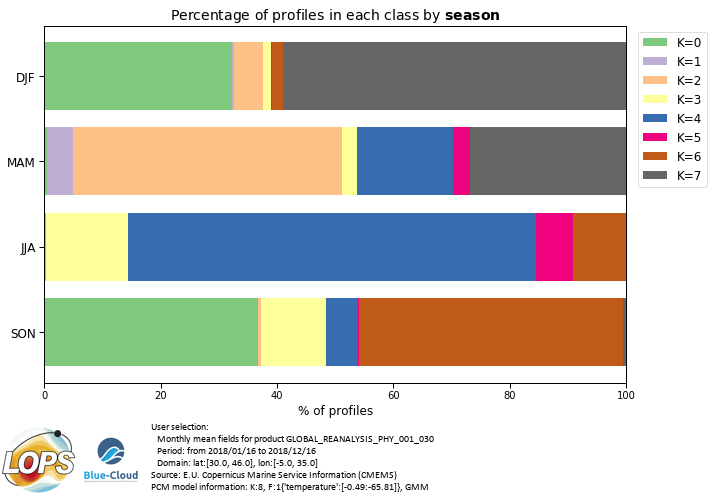 Percentage of profiles in each class by season
DJF
MAM
JJA
SON
0 20 40 60 80 100
% of profiles
K=0
K=1
K=2
K=3
K=4
K=5
K=6
K=7
LOPS
Blue-Cloud
User selection:
Monthly mean fields for product GLOBAL_REANALYSIS_PHY_001_030
Period: from 2018/01/16 to 2018/12/16
Domain: lat:[30.0, 46.0], lon:[-5.0, 35.0]
Source: E.U. Copernicus Marine Service Information (CMEMS)
PCM model information: K:8, F:1{'temperature':[-0.49:-65.81]}, GMM